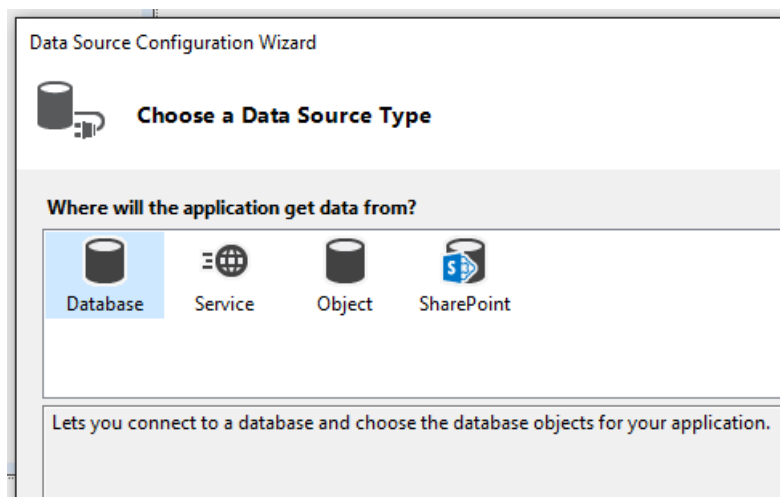 Data Source Configuration Wizard
Choose a Data Source Type
Where will the application get data from?
Database
Service
Object
SharePoint
Lets you connect to a database and choose the database objects for your application.